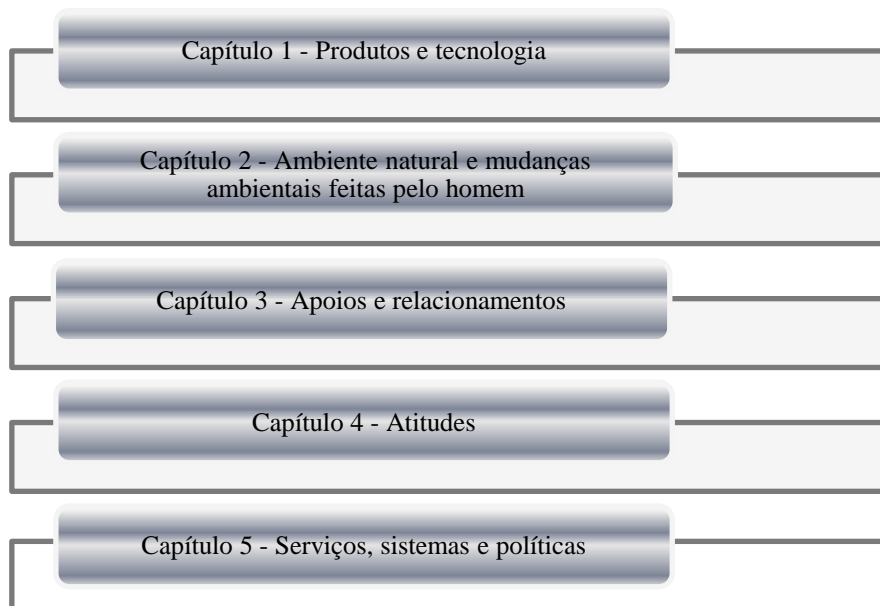 Capítulo 1 - Produtos e tecnologia
Capítulo 2 - Ambiente natural e mudanças
ambientais feitas pelo homem
Capítulo 3 - Apoios e relacionamentos
Capítulo 4 - Atitudes
Capítulo 5 - Serviços, sistemas e políticas